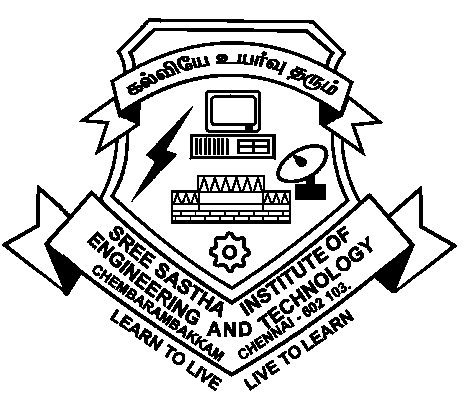 கல்வியே உயர்வு தரும்
SREE SASTHA INSTITUTE OF
ENGINEERING AND TECHNOLOGY
CHEMBARAMBAKKAM CHENNAI - 602 103.
LEARN TO LIVE LIVE TO LEARN